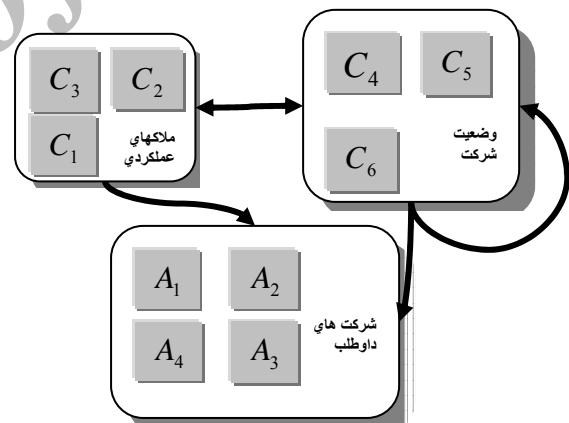 C3 C2
C1
ملاكهاي
عملكردي
C4 C5
C6
وضعيت
شركت
A1 A2
A4 A3
شركت هاي
داوطلب